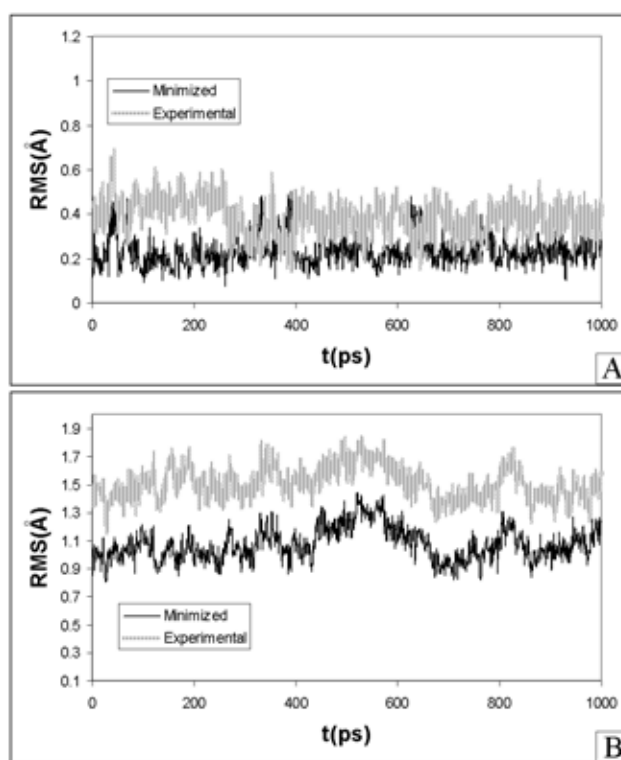 1.2
1
0.8
0.6
0.4
0.2
0
RMS(Å)
Minimized
Experimental
0 200 400 600 800 1000
t(ps)
A
1.9
1.7
1.5
1.3
1.1
0.9
0.7
0.5
0.3
0.1
RMS(Å)
Minimized
Experimental
0 200 400 600 800 1000
t(ps)
B